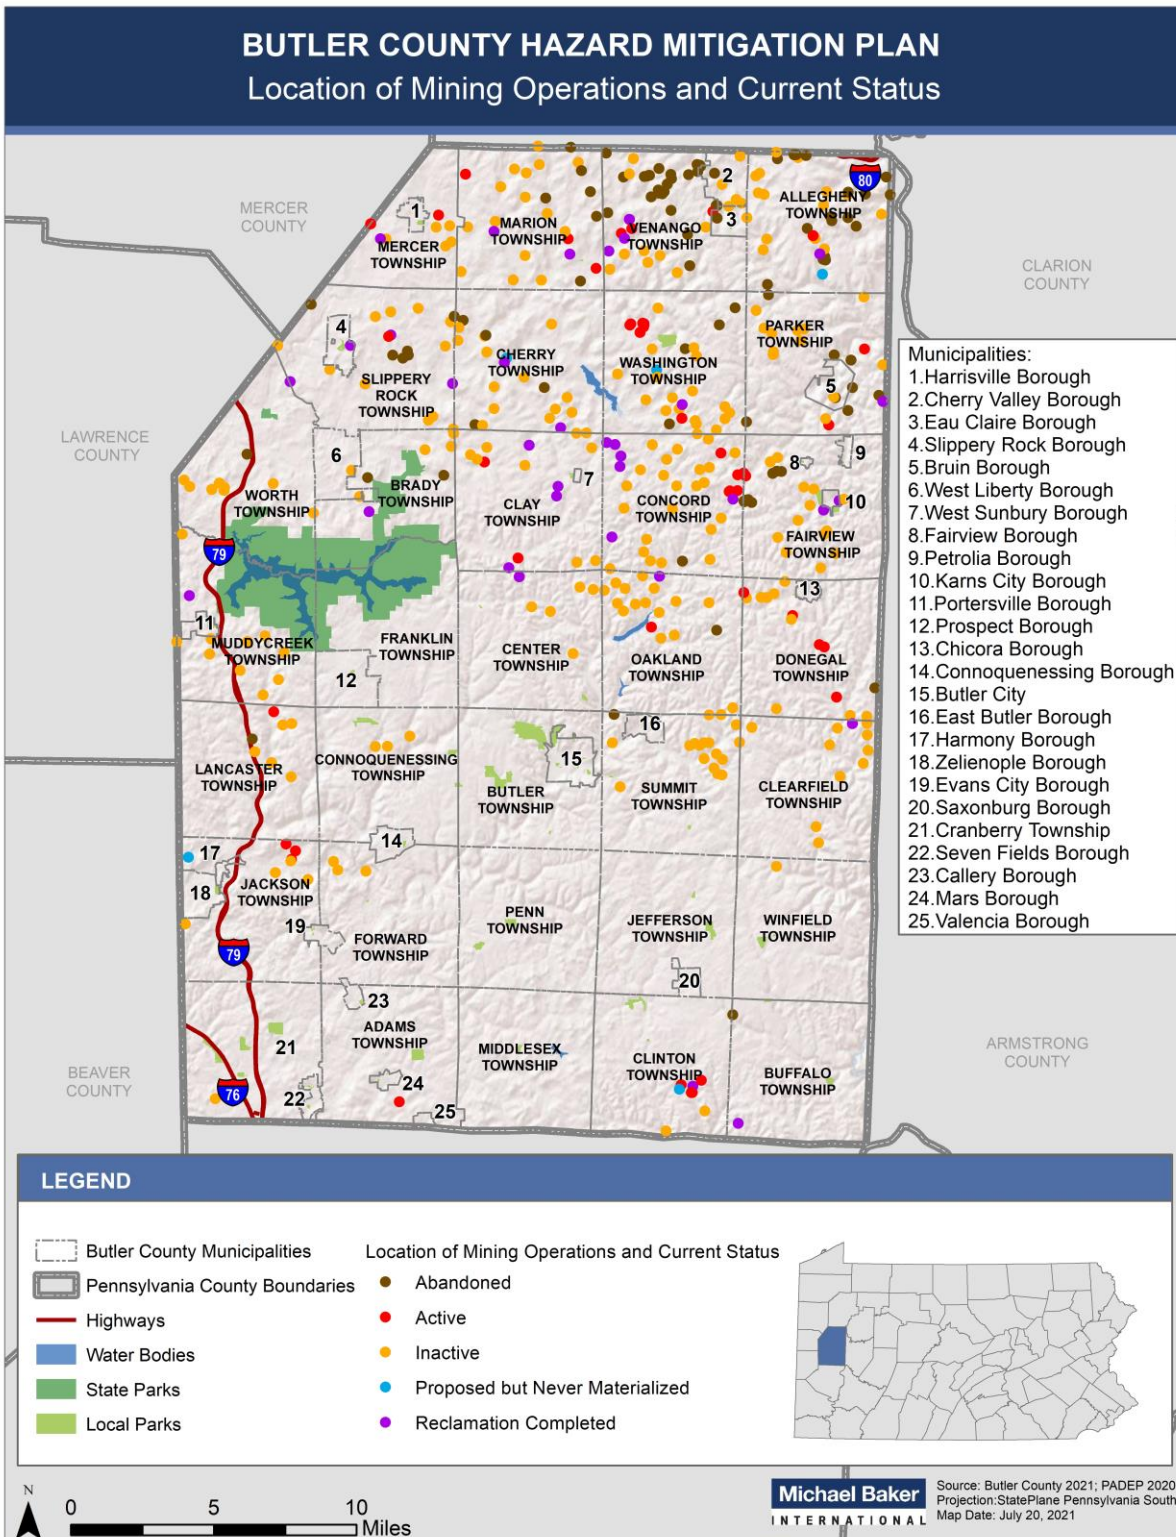 BUTLER COUNTY HAZARD MITIGATION PLAN
Location of Mining Operations and Current Status
MERCER
COUNTY
CLARION
COUNTY
LAWRENCE
COUNTY
BEAVER
COUNTY
ARMSTRONG
COUNTY
80
1
2
3
MERCER
TOWNSHIP
MARION
TOWNSHIP
VENANGO
TOWNSHIP
ALLEGHENY
TOWNSHIP
4
SLIPPERY
ROCK
TOWNSHIP
CHERRY
TOWNSHIP
WASHINGTON
TOWNSHIP
PARKER
TOWNSHIP
5
6
7
8
9
10
WORTH
TOWNSHIP
BRADY
TOWNSHIP
CLAY
TOWNSHIP
CONCORD
TOWNSHIP
FAIRVIEW
TOWNSHIP
79
11
MUDDYCREEK
TOWNSHIP
12
FRANKLIN
TOWNSHIP
CENTER
TOWNSHIP
OAKLAND
TOWNSHIP
13
DONEGAL
TOWNSHIP
LANCASTER
TOWNSHIP
CONNOQUENESSING
TOWNSHIP
BUTLER
TOWNSHIP
15
16
SUMMIT
TOWNSHIP
CLEARFIELD
TOWNSHIP
14
17
18
JACKSON
TOWNSHIP
19
79
FORWARD
TOWNSHIP
PENN
TOWNSHIP
JEFFERSON
TOWNSHIP
WINFIELD
TOWNSHIP
20
21
22
76
23
ADAMS
TOWNSHIP
24
25
MIDDLESEX
TOWNSHIP
CLINTON
TOWNSHIP
BUFFALO
TOWNSHIP
Municipalities:
1.Harrisville Borough
2.Cherry Valley Borough
3.Eau Claire Borough
4.Slippery Rock Borough
5.Bruin Borough
6.West Liberty Borough
7.West Sunbury Borough
8.Fairview Borough
9.Petrolia Borough
10.Karns City Borough
11.Portersville Borough
12.Prospect Borough
13.Chicora Borough
14.Connoquenessing Borough
15.Butler City
16.East Butler Borough
17.Harmony Borough
18.Zelienople Borough
19.Evans City Borough
20.Saxonburg Borough
21.Cranberry Township
22.Seven Fields Borough
23.Callery Borough
24.Mars Borough
25.Valencia Borough
LEGEND
Butler County Municipalities
Pennsylvania County Boundaries
Highways
Water Bodies
State Parks
Local Parks
Location of Mining Operations and Current Status
Abandoned
Active
Inactive
Proposed but Never Materialized
Reclamation Completed
N
0 5 10
Miles
Michael Baker
INTERNATIONAL
Source: Butler County 2021; PADEP 2020
Projection:StatePlane Pennsylvania South
Map Date: July 20, 2021